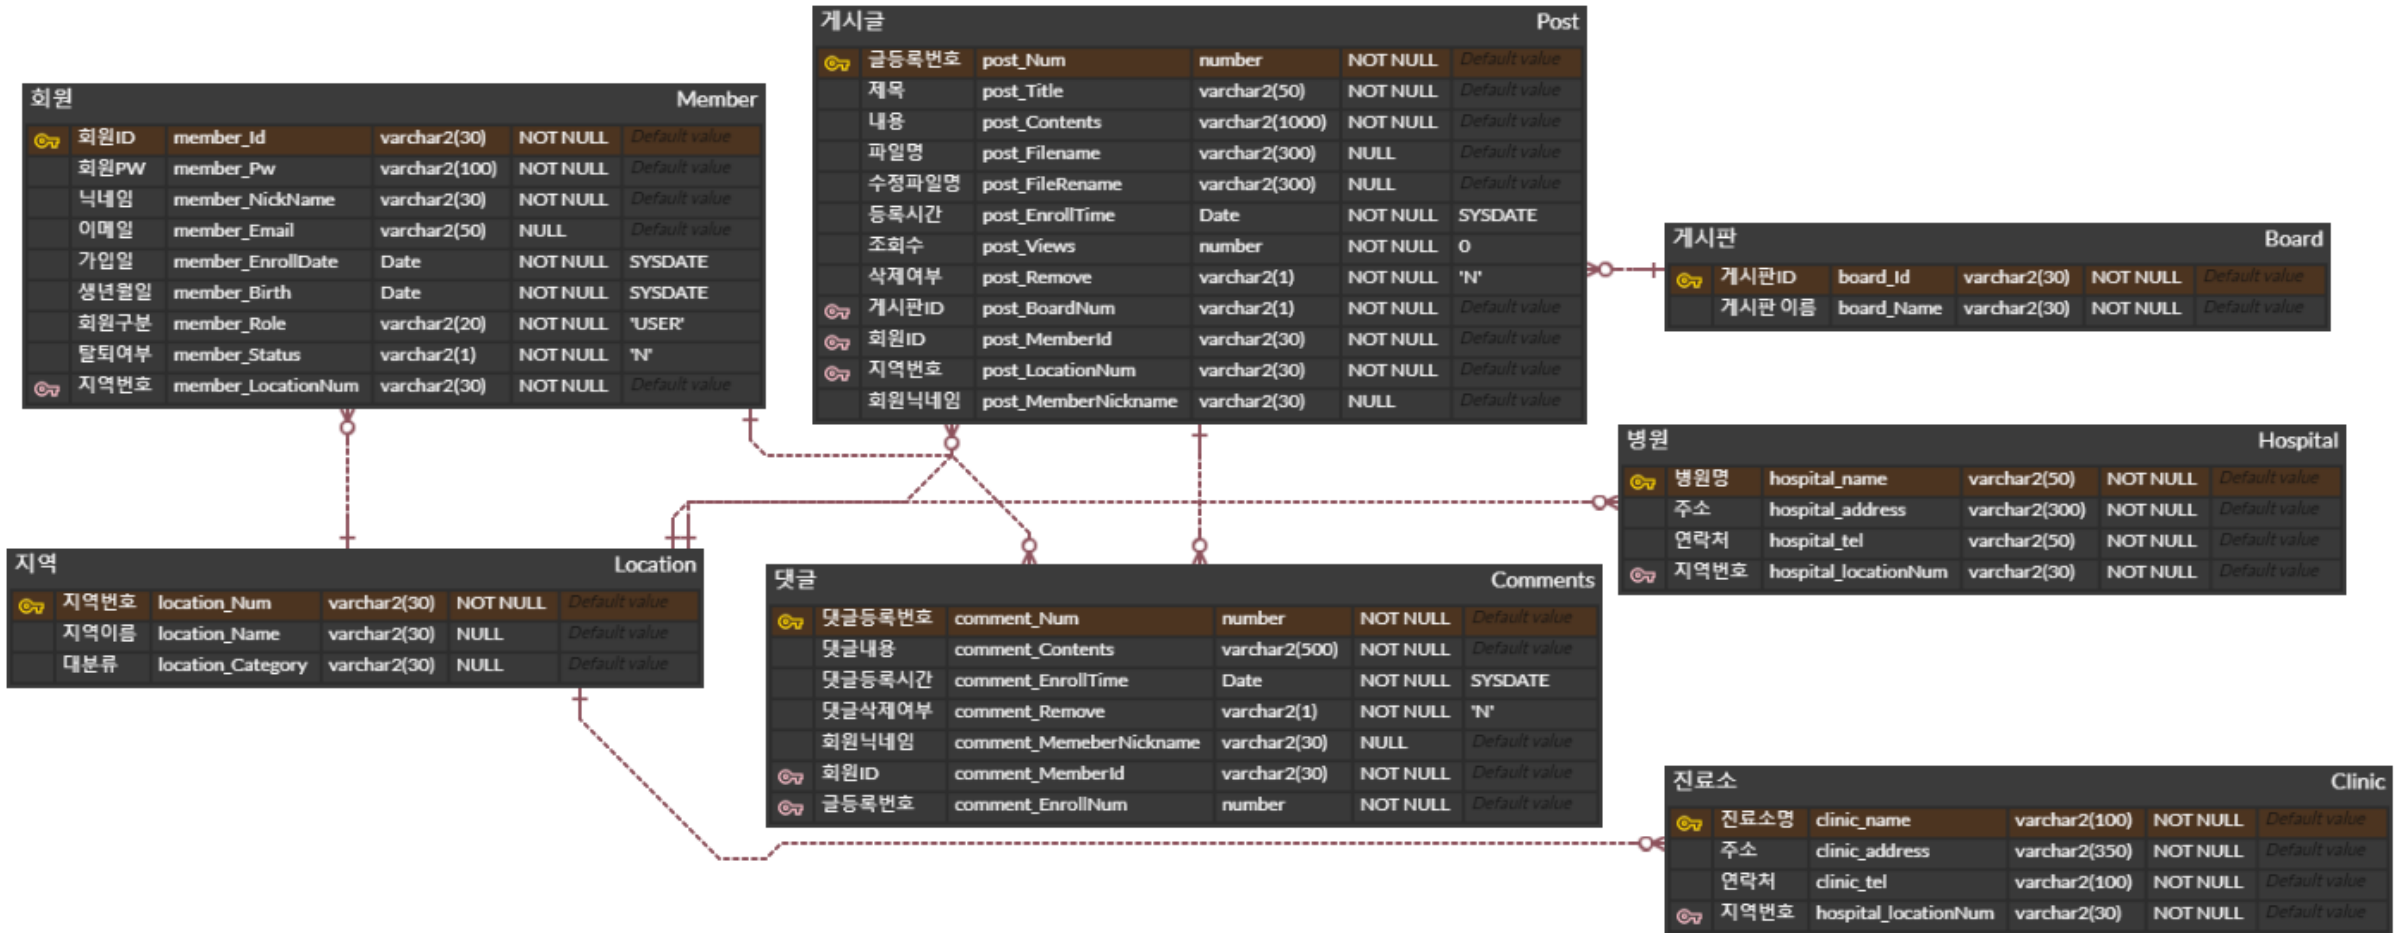 회원 Member
회원ID member_Id varchar2(30) NOT NULL Default value
회원PW member_Pw varchar2(100) NOT NULL Default value
닉네임 member_NickName varchar2(30) NOT NULL Default value
이메일 member_Email varchar2(50) NULL Default value
가입일 member_EnrollDate Date NOT NULL SYSDATE
생년월일 member_Birth Date NOT NULL SYSDATE
회원구분 member_Role varchar2(20) NOT NULL 'USER'
탈퇴여부 member_Status varchar2(1) NOT NULL 'N'
지역번호 member_LocationNum varchar2(30) NOT NULL Default value
게시글 Post
글등록번호 post_Num number NOT NULL Default value
제목 post_Title varchar2(50) NOT NULL Default value
내용 post_Contents varchar2(1000) NOT NULL Default value
파일명 post_Filename varchar2(300) NULL Default value
수정파일명 post_FileRename varchar2(300) NULL Default value
등록시간 post_EnrollTime Date NOT NULL SYSDATE
조회수 post_Views number NOT NULL 0
삭제여부 post_Remove varchar2(1) NOT NULL 'N'
게시판ID post_BoardNum varchar2(1) NOT NULL Default value
회원ID post_MemberId varchar2(30) NOT NULL Default value
지역번호 post_LocationNum varchar2(30) NOT NULL Default value
회원닉네임 post_MemberNickname varchar2(30) NULL Default value
게시판 Board
게시판ID board_Id varchar2(30) NOT NULL Default value
게시판 이름 board_Name varchar2(30) NOT NULL Default value
병원 Hospital
병원명 hospital_name varchar2(50) NOT NULL Default value
주소 hospital_address varchar2(300) NOT NULL Default value
연락처 hospital_tel varchar2(50) NOT NULL Default value
지역번호 hospital_locationNum varchar2(30) NOT NULL Default value
지역 Location
지역번호 location_Num varchar2(30) NOT NULL Default value
지역이름 location_Name varchar2(30) NULL Default value
대분류 location_Category varchar2(30) NULL Default value
댓글 Comments
댓글등록번호 comment_Num number NOT NULL Default value
댓글내용 comment_Contents varchar2(500) NOT NULL Default value
댓글등록시간 comment_EnrollTime Date NOT NULL SYSDATE
댓글삭제여부 comment_Remove varchar2(1) NOT NULL 'N'
회원닉네임 comment_MemeberNickname varchar2(30) NULL Default value
회원ID comment_MemberId varchar2(30) NOT NULL Default value
글등록번호 comment_EnrollNum number NOT NULL Default value
진료소 Clinic
진료소명 clinic_name varchar2(100) NOT NULL Default value
주소 clinic_address varchar2(350) NOT NULL Default value
연락처 clinic_tel varchar2(100) NOT NULL Default value
지역번호 hospital_locationNum varchar2(30) NOT NULL Default value